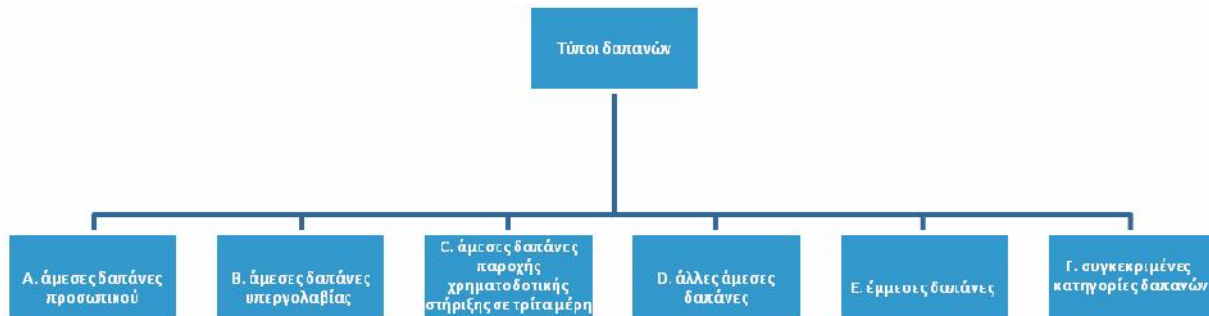 Τύποι δαπανών
A. άμεσες δαπάνες
προσωπικού
B. άμεσες δαπάνες
υπεργολαβίας
C. άμεσες δαπάνες
παροχής
χρηματοδοτικής
στήριξης σε τρίτα μέρη
D. άλλες άμεσες
δαπάνες
E. έμμεσες δαπάνες
F. συγκεκριμένες
κατηγορίες δαπανών